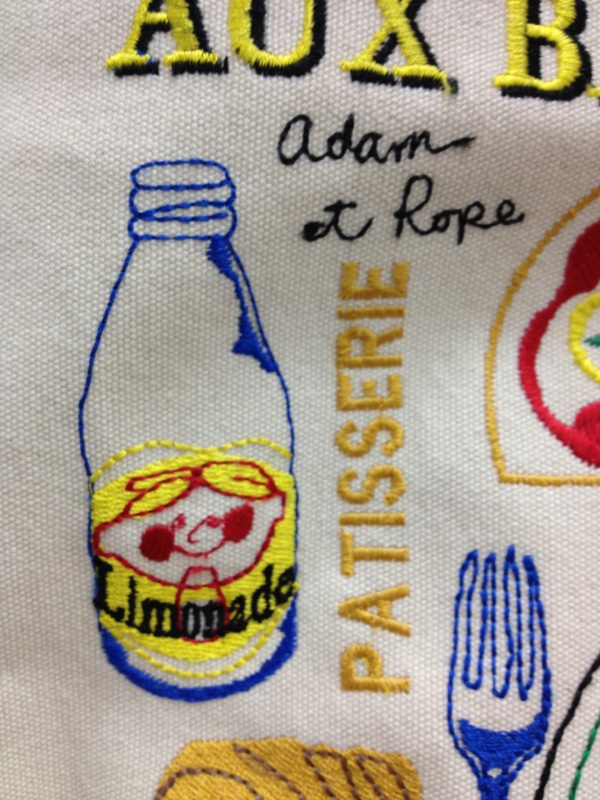 AUX B
Adam
et Rope
PATISSERIE
Limonade